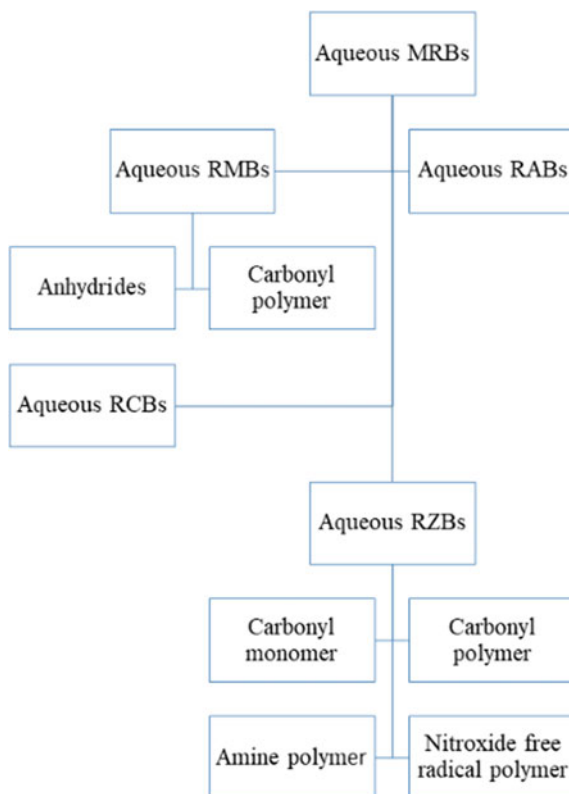 Aqueous MRBs
Aqueous RMBs
Aqueous RABs
Anhydrides
Carbonyl
polymer
Aqueous RCBs
Aqueous RZBs
Carbonyl
monomer
Carbonyl
polymer
Amine polymer
Nitroxide free
radical polymer